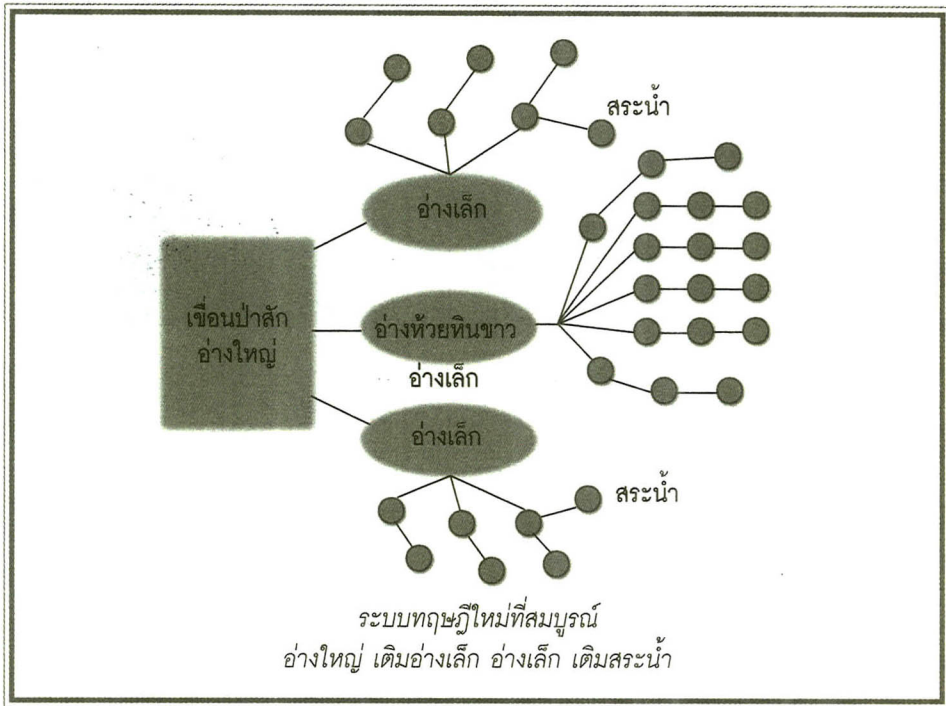 สระน้ำ
อ่างเล็ก
เขื่อนป่าสัก
อ่างใหญ่
อ่างห้วยหินขาว
อ่างเล็ก
อ่างเล็ก
สระน้ำ
ระบบทฤษฎีใหม่ที่สมบูรณ์
อ่างใหญ่ เติมอ่างเล็ก อ่างเล็ก เติมสระน้ำ